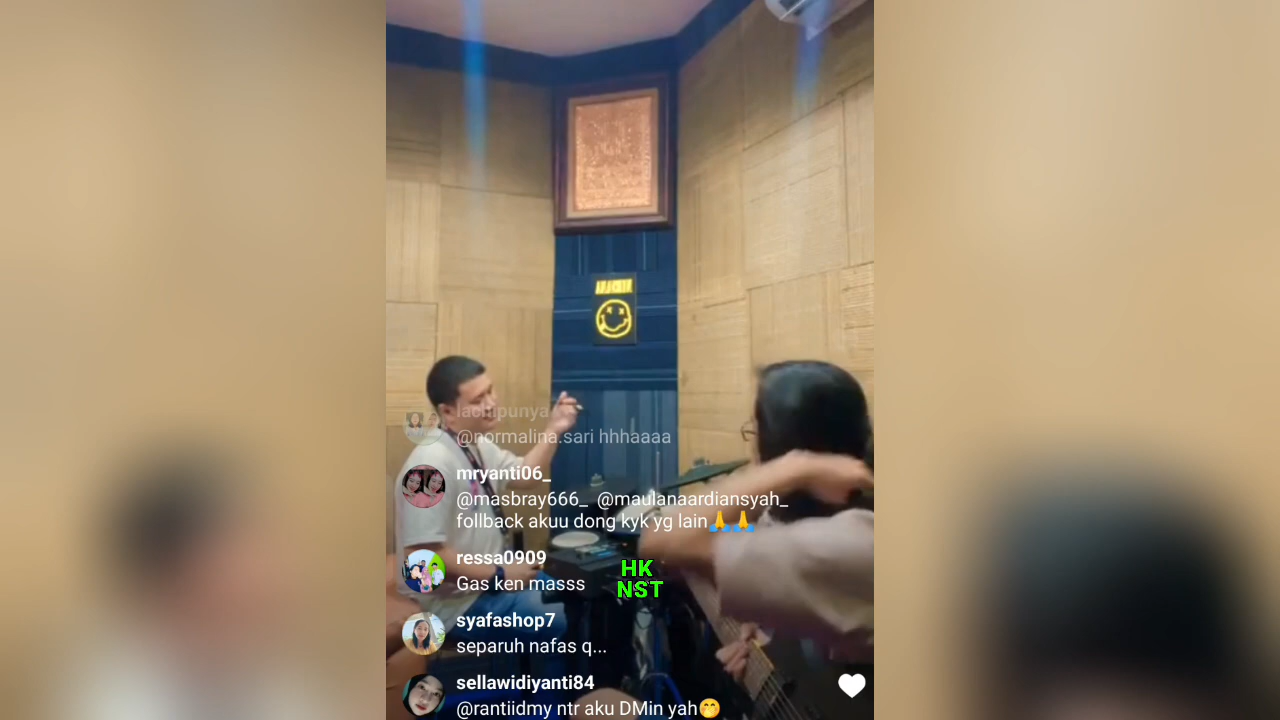 lachipunya
@normalina.sari hhhaaaa
mryanti06_
@masbray666_ @maulanaardiansyah_
follback akuu dong kyk yg lain🙏🙏
ressa0909
Gas ken masss
HK
NST
syafashop7
separuh nafas q...
sellawidiyanti84
@rantiidmy ntr aku DMin yah🤭